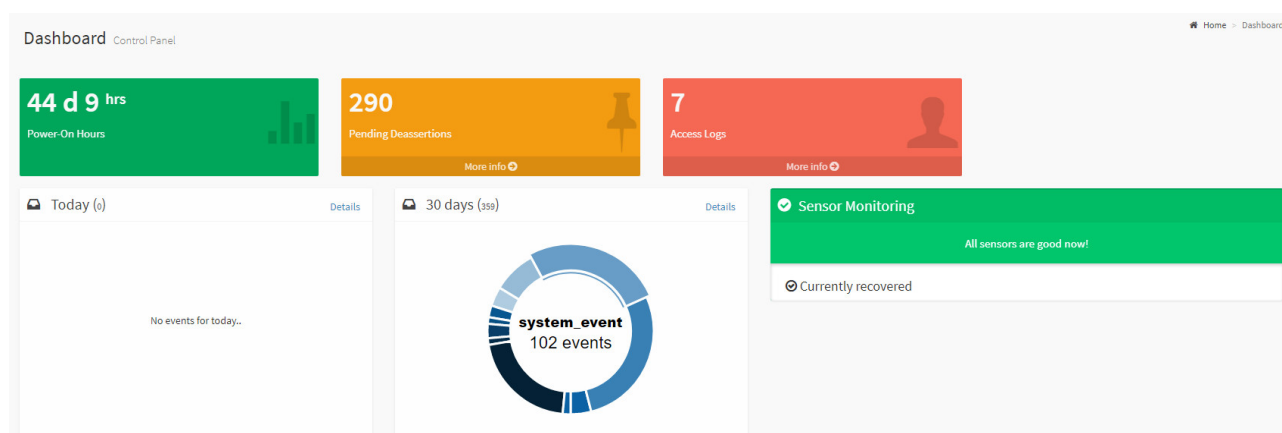 Home > Dashboard
Dashboard Control Panel
44 d 9 hrs
Power-On Hours
290
Pending Deassertions
More info
7
Access Logs
More info
Today (0)
Details
No events for today..
30 days (359)
Details
system_event
102 events
Sensor Monitoring
All sensors are good now!
Currently recovered